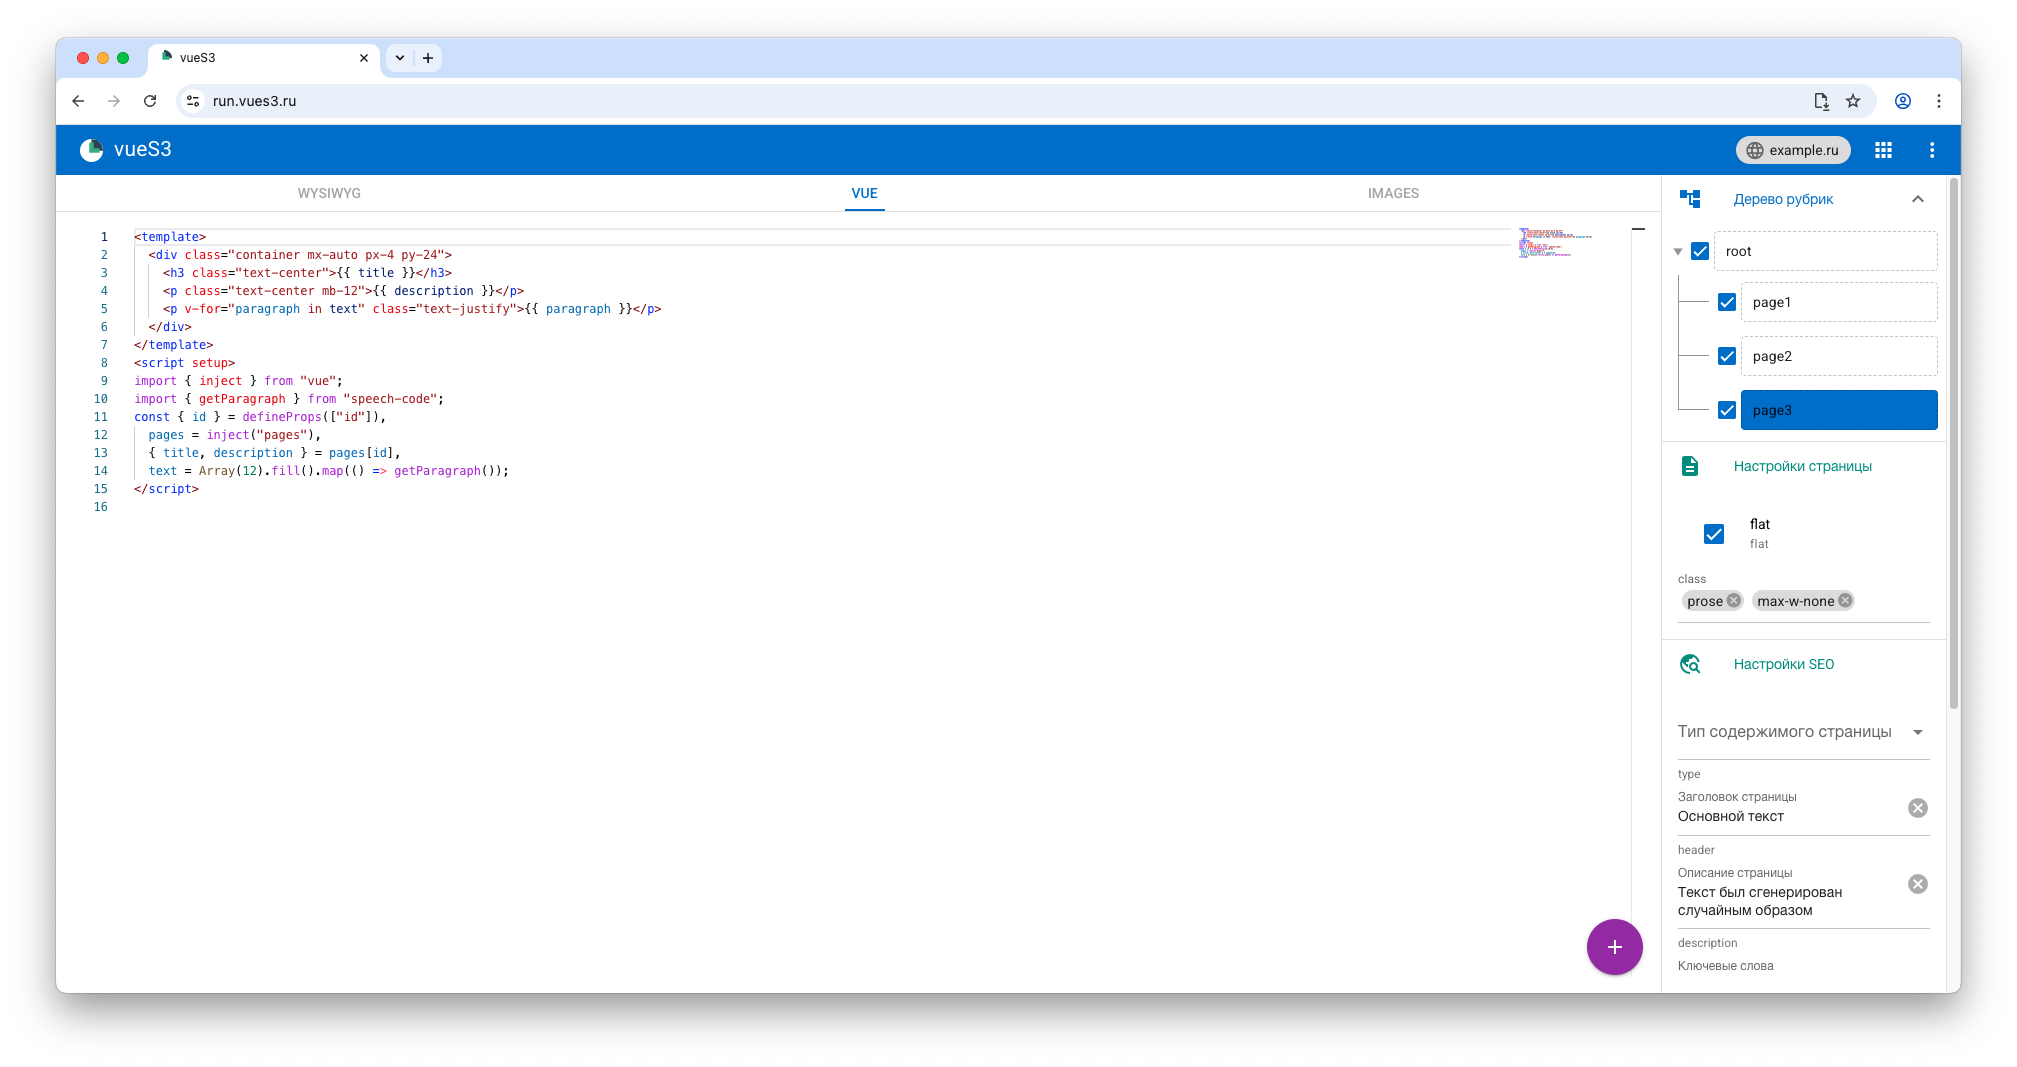 vueS3
run.vues3.ru
vueS3
example.ru
WYSIWYG
VUE
IMAGES
1 <template>
2 <div class="container mx-auto px-4 py-24">
3 <h3 class="text-center">{{ title }}</h3>
4 <p class="text-center mb-12">{{ description }}</p>
5 <p v-for="paragraph in text" class="text-justify">{{ paragraph }}</p>
6 </div>
7 </template>
8 <script setup>
9 import { inject } from "vue";
10 import { getParagraph } from "speech-code";
11 const { id } = defineProps(["id"]),
12 pages = inject("pages"),
13 { title, description } = pages[id],
14 text = Array(12).fill().map(() => getParagraph());
15 </script>
16
Дерево рубрик
root
page1
page2
page3
Настройки страницы
flat
flat
class
prose
max-w-none
Настройки SEO
Тип содержимого страницы
type
Заголовок страницы
Основной текст
header
Описание страницы
Текст был сгенерирован
случайным образом
description
Ключевые слова